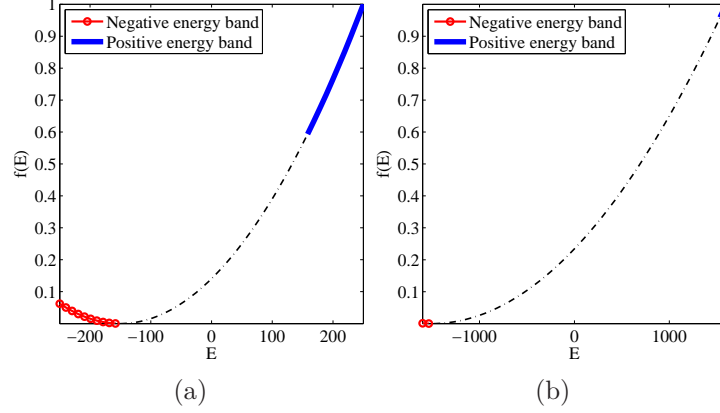 1
Negative energy band
Positive energy band
0.9
0.8
0.7
0.6
0.5
0.4
0.3
0.2
0.1
f(E)
−200 −100 0 100 200
E
(a)
1
Negative energy band
Positive energy band
0.9
0.8
0.7
0.6
0.5
0.4
0.3
0.2
0.1
f(E)
−1000 0 1000
E
(b)